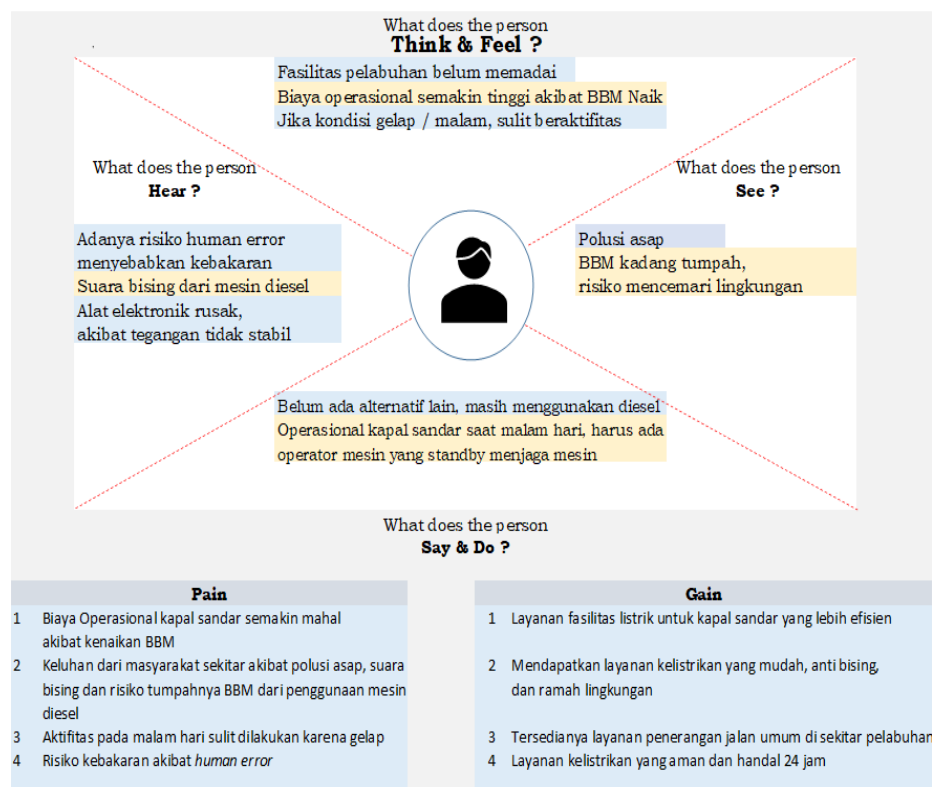 What does the person
Think & Feel ?
Fasilitas pelabuhan belum memadai
Biaya operasional semakin tinggi akibat BBM Naik
Jika kondisi gelap / malam, sulit beraktifitas
What does the person
Hear ?
Adanya risiko human error
menyebabkan kebakaran
Suara bising dari mesin diesel
Alat elektronik rusak,
akibat tegangan tidak stabil
What does the person
See ?
Polusi asap
BBM kadang tumpah,
risiko mencemari lingkungan
Belum ada alternatif lain, masih menggunakan diesel
Operasional kapal sandar saat malam hari, harus ada
operator mesin yang standby menjaga mesin
What does the person
Say & Do ?
Pain
1 Biaya Operasional kapal sandar semakin mahal
akibat kenaikan BBM
2 Keluhan dari masyarakat sekitar akibat polusi asap, suara
bising dan risiko tumpahnya BBM dari penggunaan mesin
diesel
3 Aktifitas pada malam hari sulit dilakukan karena gelap
4 Risiko kebakaran akibat human error
Gain
1 Layanan fasilitas listrik untuk kapal sandar yang lebih efisien
2 Mendapatkan layanan kelistrikan yang mudah, anti bising,
dan ramah lingkungan
3 Tersedianya layanan penerangan jalan umum di sekitar pelabuhan
4 Layanan kelistrikan yang aman dan handal 24 jam